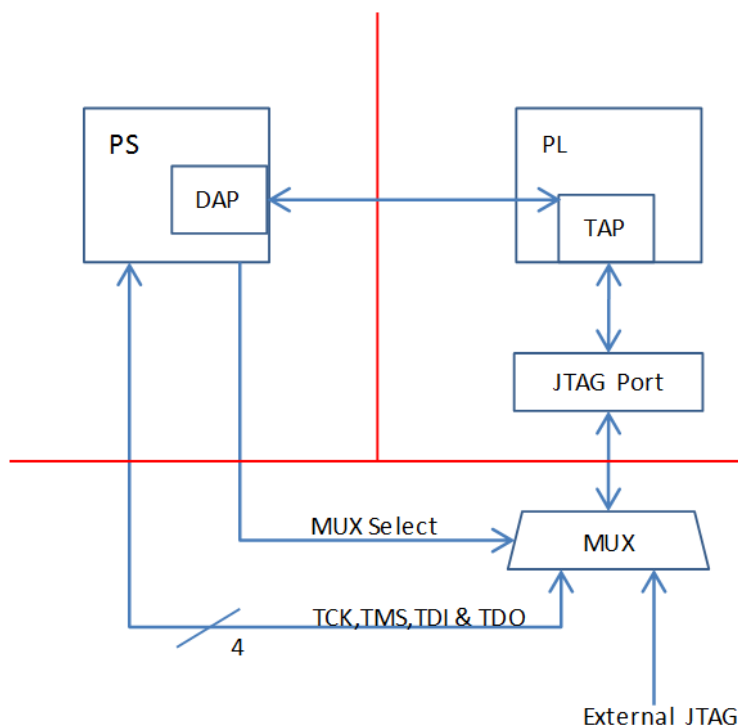 PS
PL
DAP
TAP
JTAG Port
MUX Select
MUX
TCK,TMS,TDI & TDO
4
External JTAG